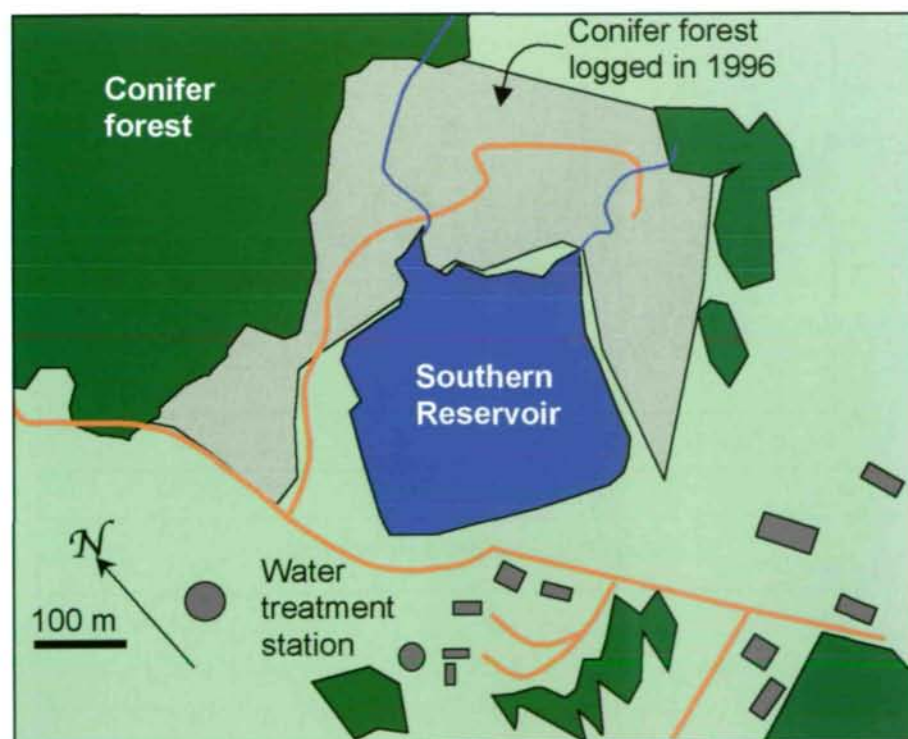 Conifer forest
logged in 1996
Conifer
forest
Southern
Reservoir
N
Water
treatment
station
100 m